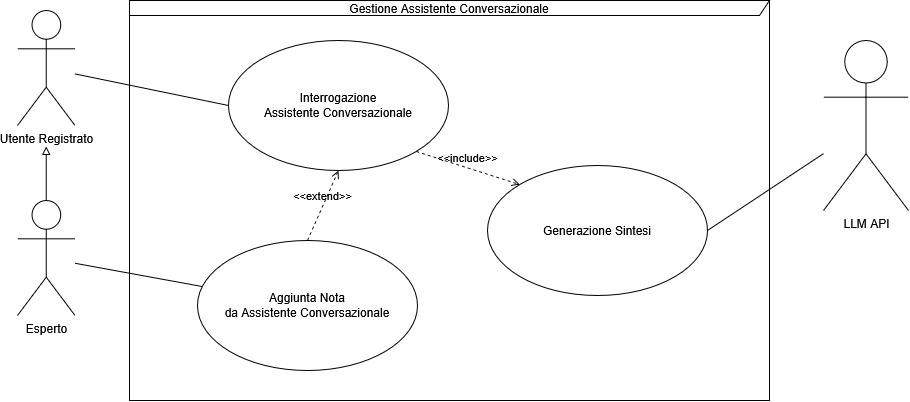 Gestione Assistente Conversazionale
Interrogazione
Assistente Conversazionale
Utente Registrato
<<include>>
<<extend>>
LLM API
Generazione Sintesi
Aggiunta Nota
da Assistente Conversazionale
Esperto